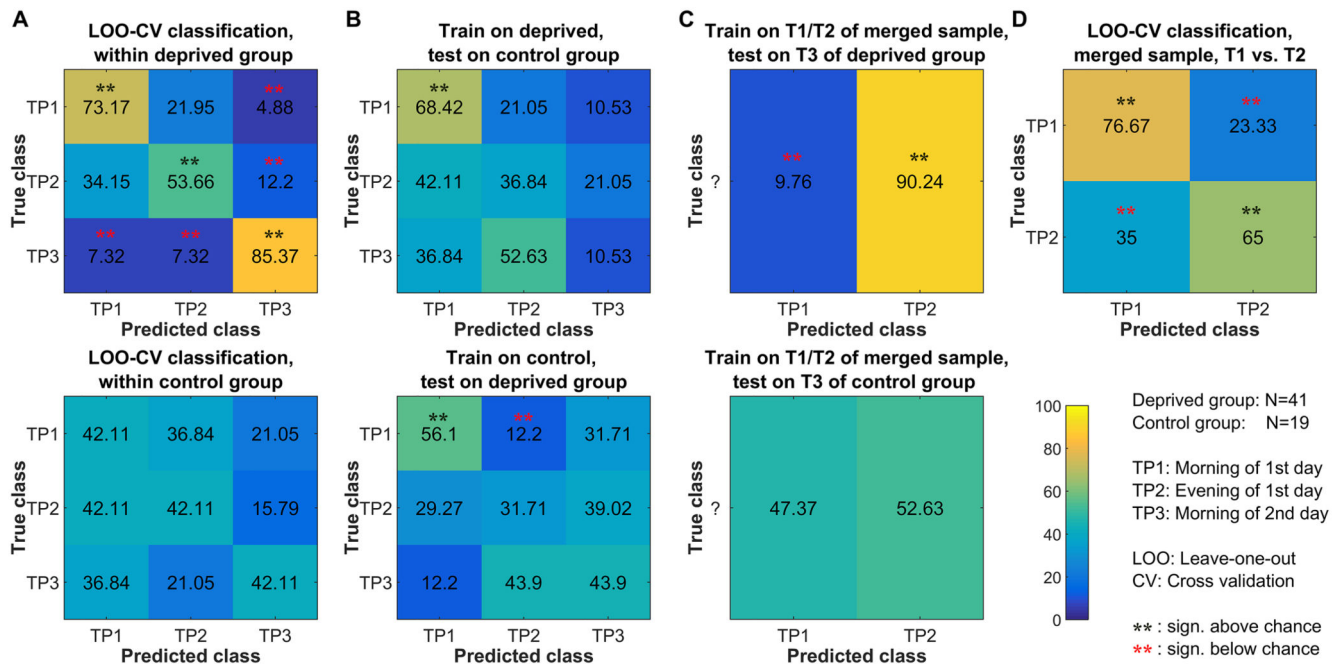 A
LOO-CV classification,
within deprived group
True class
TP1
** **
73.17 21.95 4.88
TP2
** **
34.15 53.66 12.2
TP3
** ** **
7.32 7.32 85.37
TP1 TP2 TP3
Predicted class
LOO-CV classification,
within control group
True class
TP1 42.11 36.84 21.05
TP2 42.11 42.11 15.79
TP3 36.84 21.05 42.11
TP1 TP2 TP3
Predicted class
B
Train on deprived,
test on control group
True class
TP1
**
68.42 21.05 10.53
TP2 42.11 36.84 21.05
TP3 36.84 52.63 10.53
TP1 TP2 TP3
Predicted class
Train on control,
test on deprived group
True class
TP1
** **
56.1 12.2 31.71
TP2 29.27 31.71 39.02
TP3 12.2 43.9 43.9
TP1 TP2 TP3
Predicted class
C
Train on T1/T2 of merged sample,
test on T3 of deprived group
True class
?
** **
9.76 90.24
TP1 TP2
Predicted class
Train on T1/T2 of merged sample,
test on T3 of control group
True class
? 47.37 52.63
TP1 TP2
Predicted class
D
LOO-CV classification,
merged sample, T1 vs. T2
True class
TP1
** **
76.67 23.33
TP2
** **
35 65
TP1 TP2
Predicted class
100
80
60
40
20
0
Deprived group: N=41
Control group: N=19
TP1: Morning of 1st day
TP2: Evening of 1st day
TP3: Morning of 2nd day
LOO: Leave-one-out
CV: Cross validation
** : sign. above chance
** : sign. below chance